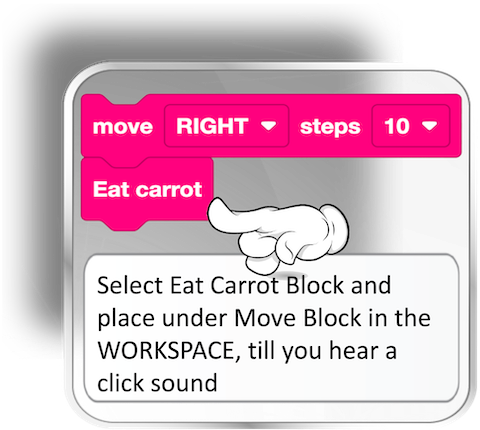 move RIGHT steps 10
Eat carrot
Select Eat Carrot Block and
place under Move Block in the
WORKSPACE, till you hear a
click sound